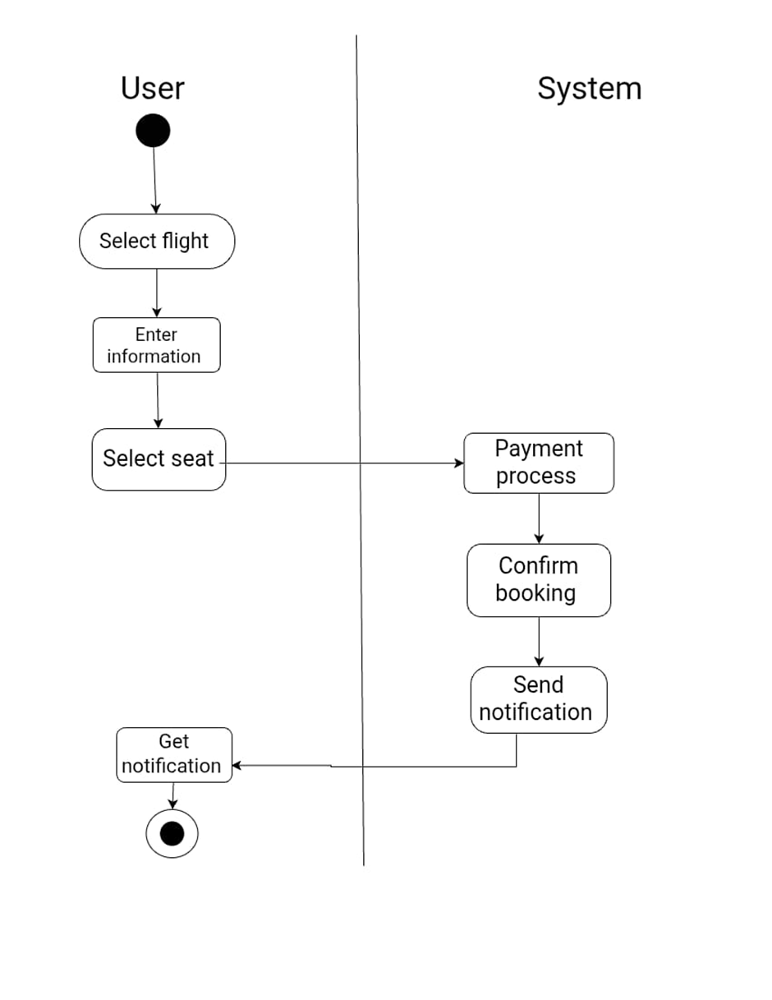 User
System
Select flight
Enter
information
Select seat
Payment
process
Confirm
booking
Send
notification
Get
notification